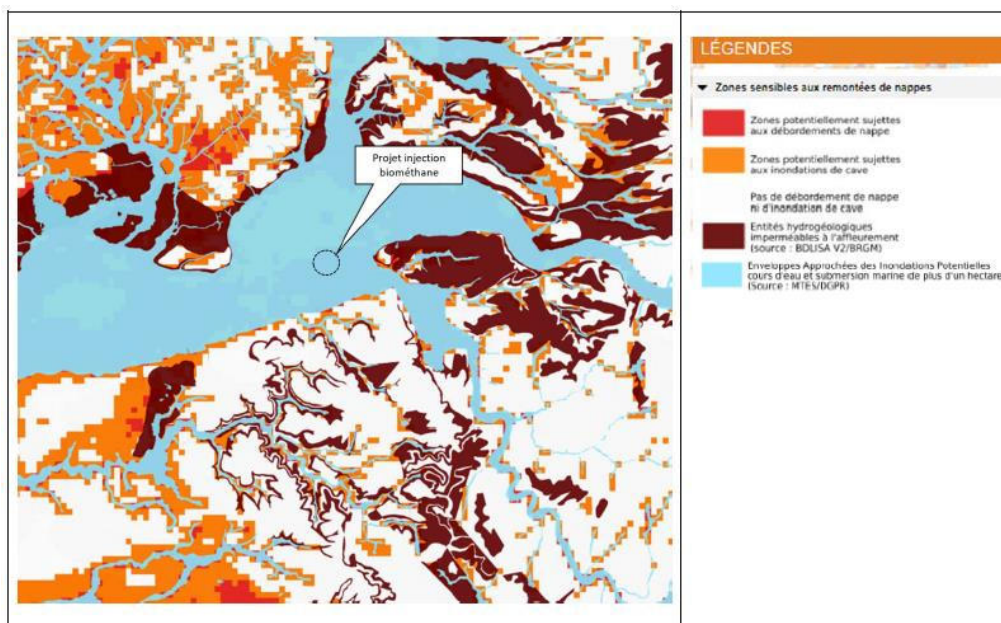 Projet injection
biométhane
LÉGENDES
Zones sensibles aux remontées de nappes
Zones potentiellement sujettes
aux débordements de nappe
Zones potentiellement sujettes
aux inondations de cave
Pas de débordement de nappe
ni d'inondation de cave
Entités hydrogéologiques
imperméables à l'affleurement
(source : BDLISA V2/BRGM)
Enveloppes Approchées des Inondations Potentielles
cours d'eau et submersion marine de plus d'un hectare
(Source : MTES/DGPR)